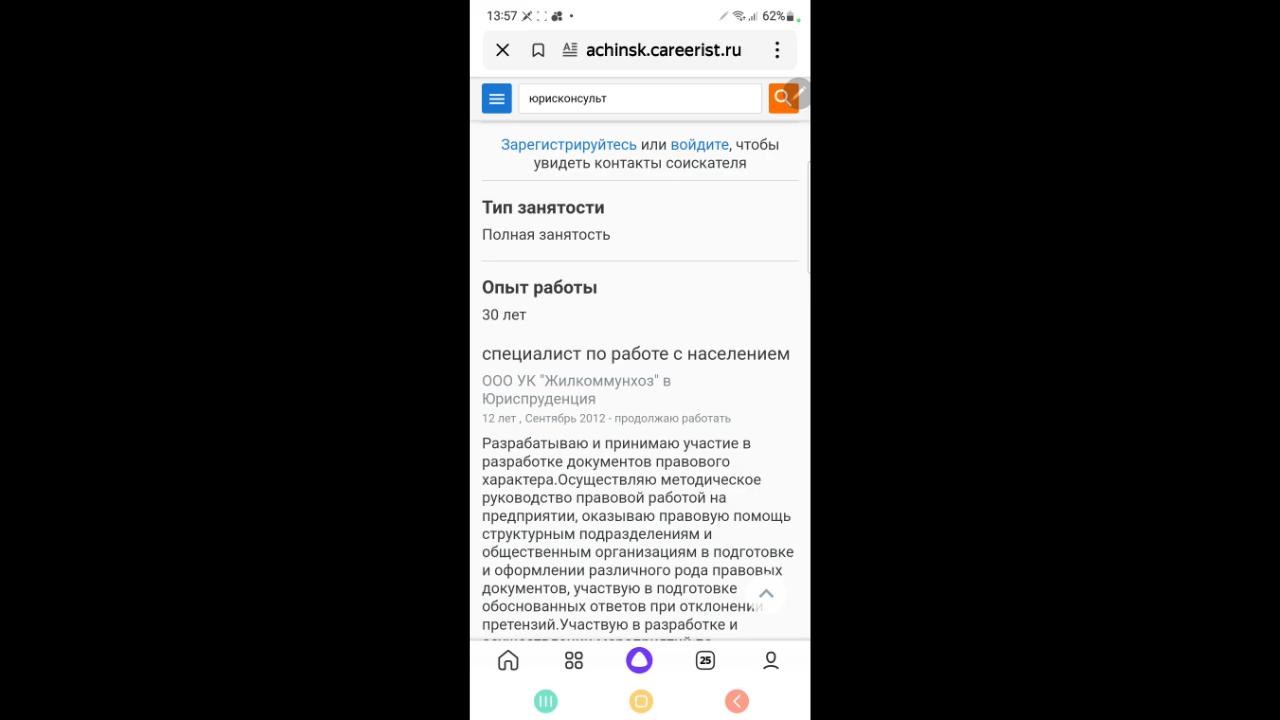 13:57
62%
achinsk.careerist.ru
юрисконсульт
Зарегистрируйтесь или войдите, чтобы
увидеть контакты соискателя
Тип занятости
Полная занятость
Опыт работы
30 лет
специалист по работе с населением
ООО УК "Жилкоммунхоз" в
Юриспруденция
12 лет , Сентябрь 2012 - продолжаю работать
Разрабатываю и принимаю участие в
разработке документов правового
характера.Осуществляю методическое
руководство правовой работой на
предприятии, оказываю правовую помощь
структурным подразделениям и
общественным организациям в подготовке
и оформлении различного рода правовых
документов, участвую в подготовке
обоснованных ответов при отклонении
претензий.Участвую в разработке и
25